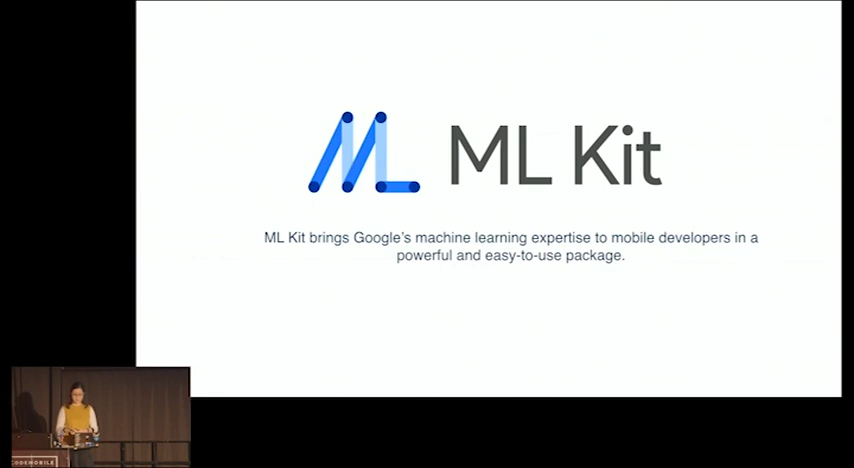 ML Kit
ML Kit brings Google's machine learning expertise to mobile developers in a
powerful and easy-to-use package.
CODEMOBILE